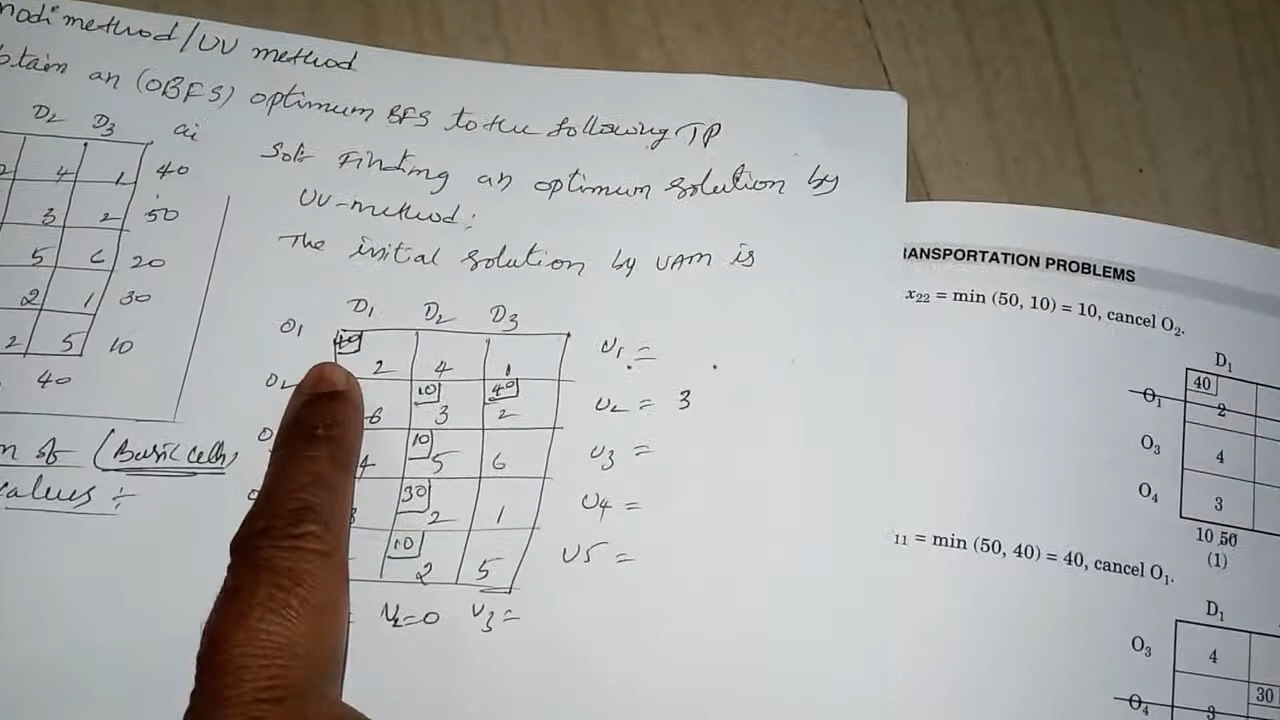 modi method/UV method
obtain an (OBFS) optimum BFS to the following TP
D2 D3 ai
2 4 1 40
3 2 50
5 6 20
2 1 30
2 5 10
40
Sol: Finding an optimum solution by
UV-method:
The initial solution by VAM is
D1 D2 D3
O1 40 2 4 1 U1 =
O2 6 10 3 40 2 U2 = 3
4 10 5 6 U3 =
30 2 1 U4 =
10 2 5 U5 =
V2=0 V3=
(Basic cells)
values ÷
TRANSPORTATION PROBLEMS
x22 = min (50, 10) = 10, cancel O2.
D1
O1 40 2
O3 4
O4 3
10 50
(1)
11 = min (50, 40) = 40, cancel O1.
D1
O3 4
O4 3 30